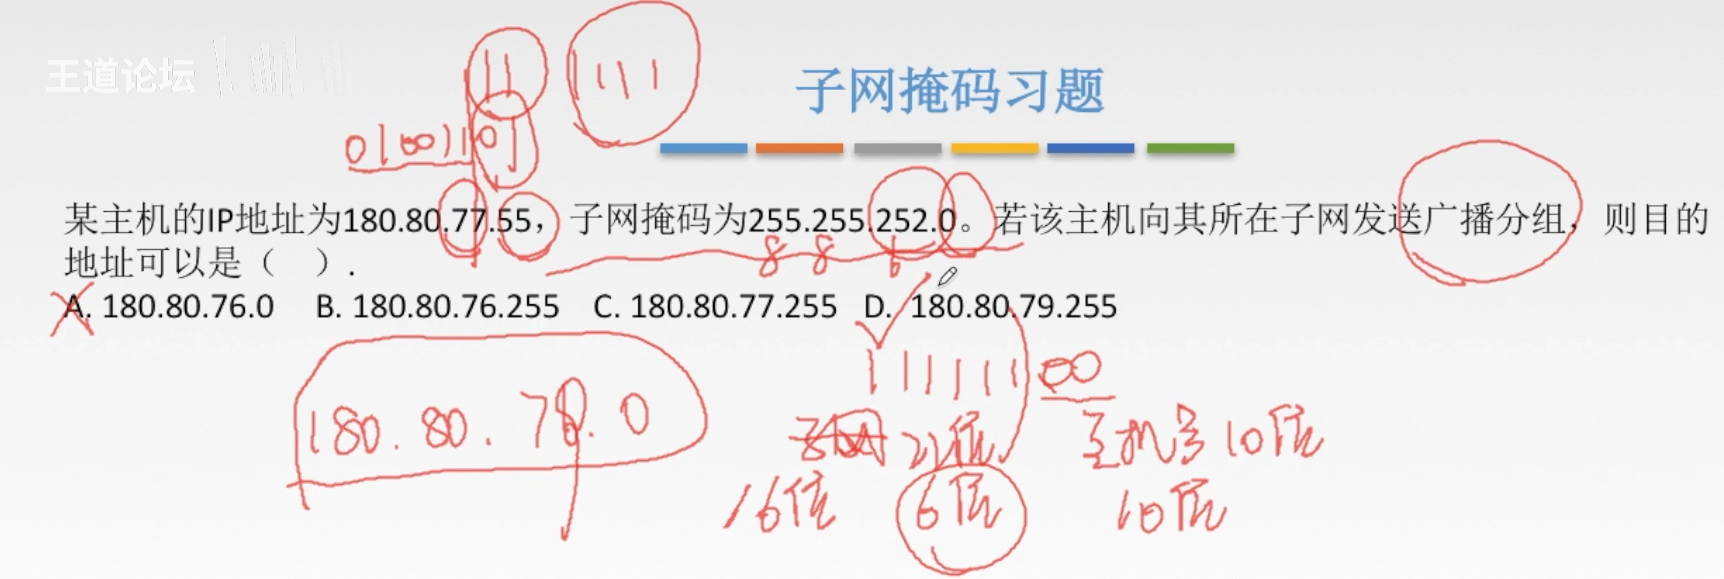 王道论坛
11 111
子网掩码习题
01001101
某主机的IP地址为180.80.77.55，子网掩码为255.255.252.0。若该主机向其所在子网发送广播分组，则目的
8 8 6
地址可以是（ ）.
A. 180.80.76.0 B. 180.80.76.255 C. 180.80.77.255 D. 180.80.79.255
111111 00
180.80. .0
22位 主机号10位
16位 6位 10位